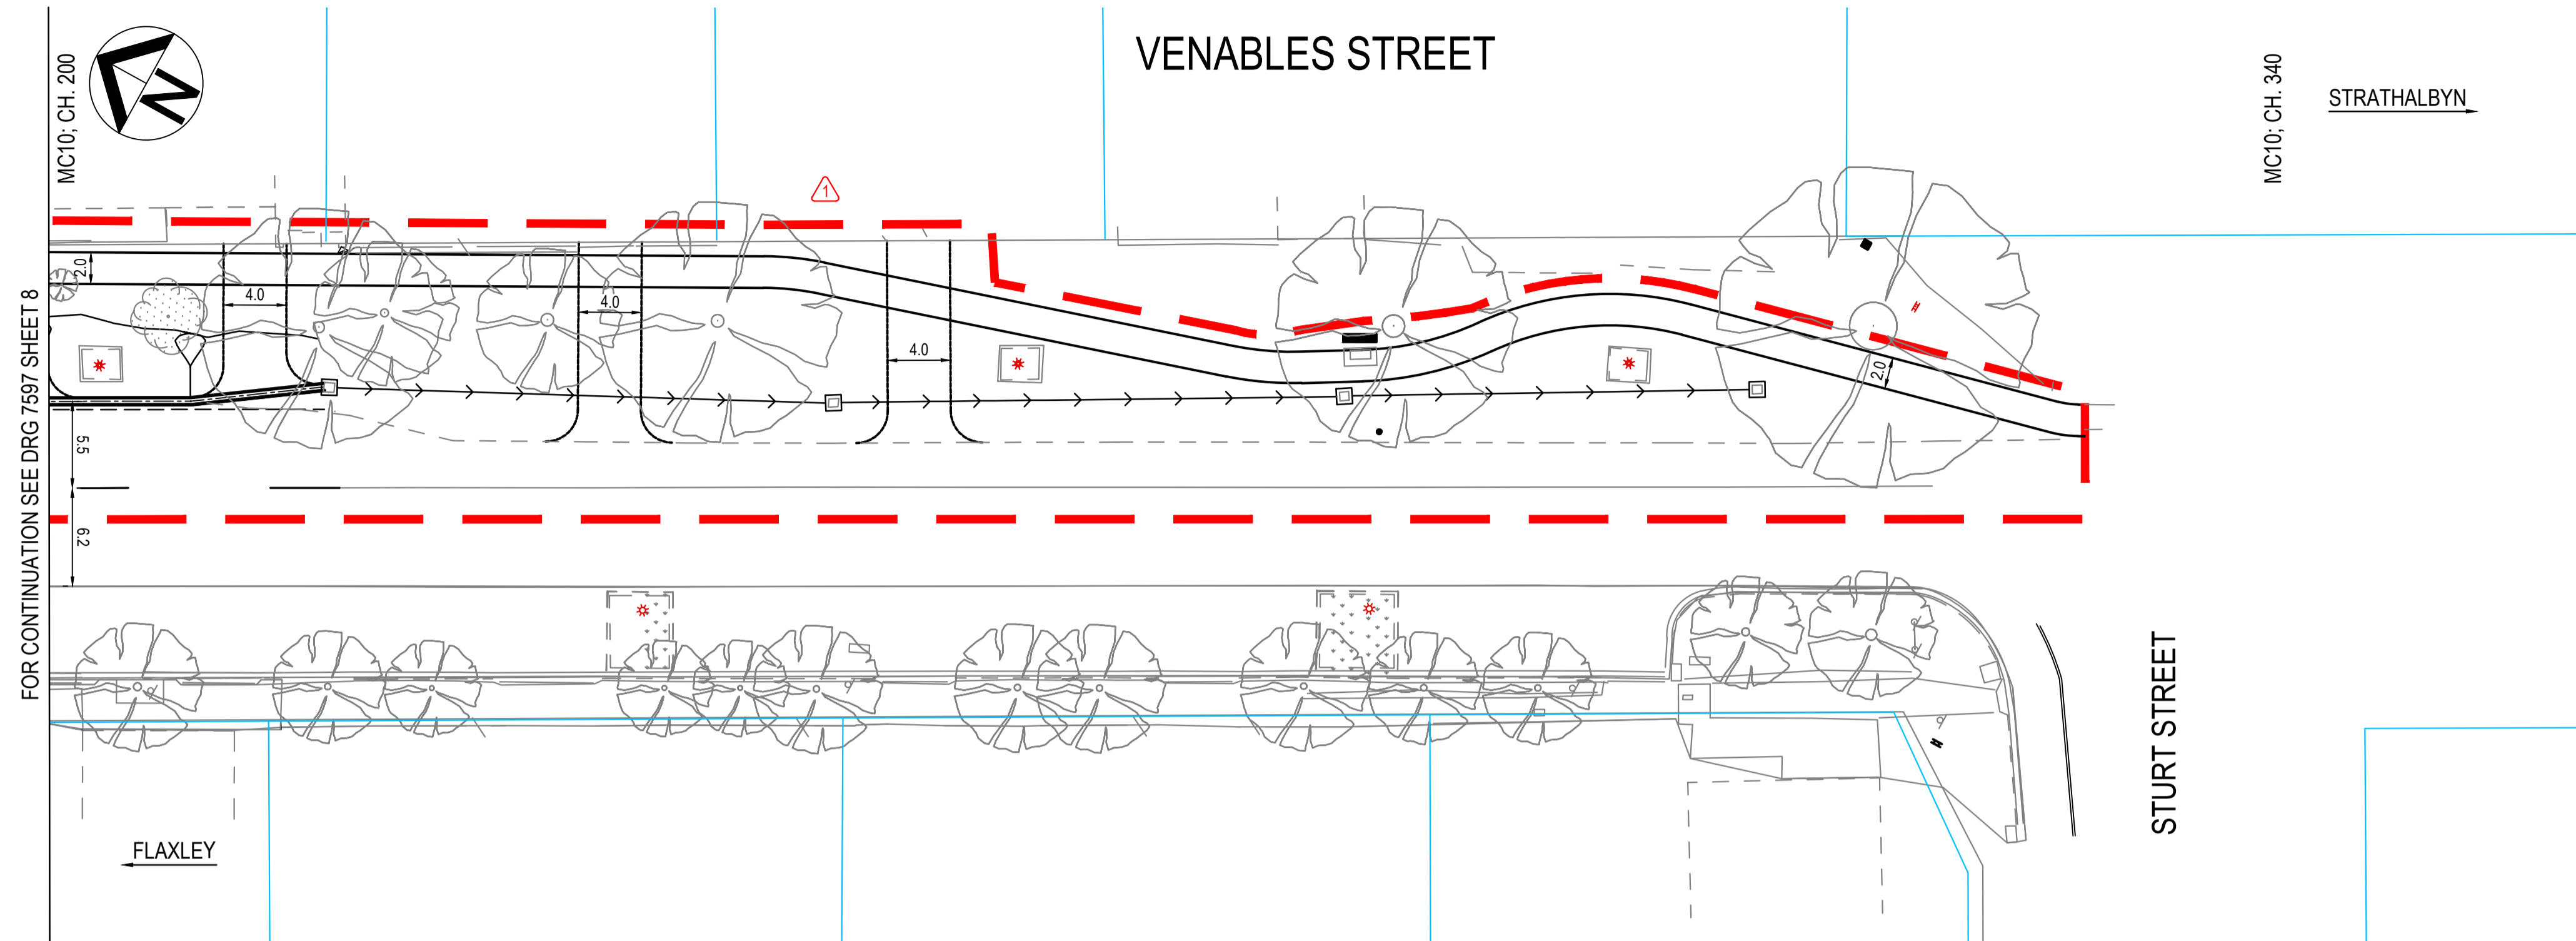 VENABLES STREET
MC10; CH. 200
N
MC10; CH. 340
STRATHALBYN
1
2.0
4.0
4.0
4.0
2.0
FOR CONTINUATION SEE DRG 7597 SHEET 8
5.5
6.2
STURT STREET
FLAXLEY